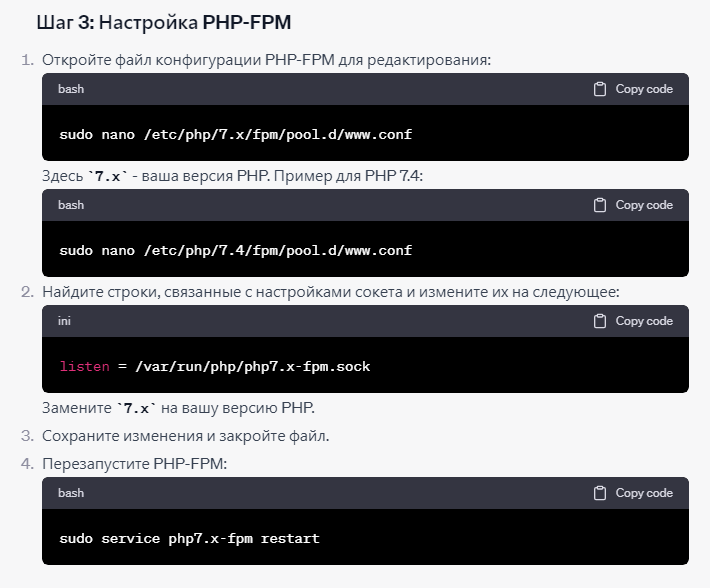 Шаг 3: Настройка PHP-FPM
1. Откройте файл конфигурации PHP-FPM для редактирования:
bash Copy code
sudo nano /etc/php/7.x/fpm/pool.d/www.conf
Здесь `7.x` - ваша версия PHP. Пример для PHP 7.4:
bash Copy code
sudo nano /etc/php/7.4/fpm/pool.d/www.conf
2. Найдите строки, связанные с настройками сокета и измените их на следующее:
ini Copy code
listen = /var/run/php/php7.x-fpm.sock
Замените `7.x` на вашу версию PHP.
3. Сохраните изменения и закройте файл.
4. Перезапустите PHP-FPM:
bash Copy code
sudo service php7.x-fpm restart